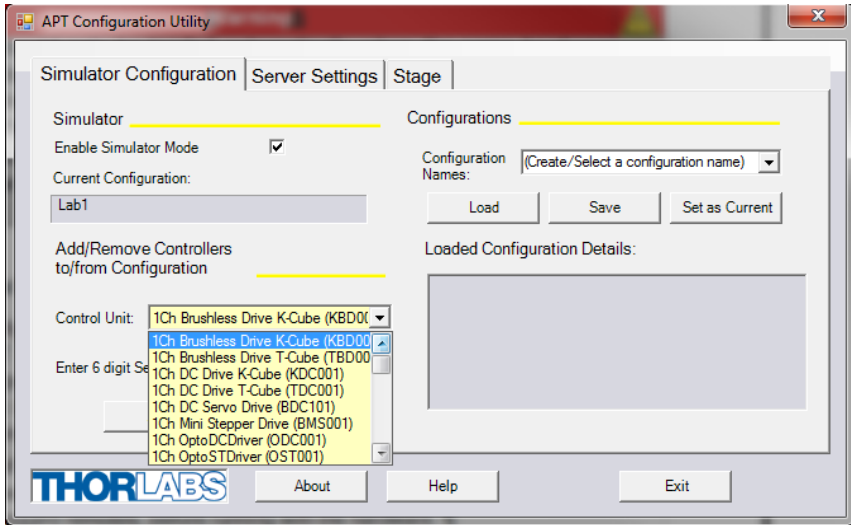 APT Configuration Utility
Simulator Configuration
Server Settings
Stage
Simulator
Enable Simulator Mode
Current Configuration:
Lab1
Add/Remove Controllers
to/from Configuration
Control Unit:
1Ch Brushless Drive K-Cube (KBD00
1Ch Brushless Drive K-Cube (KBD00
1Ch Brushless Drive T-Cube (TBD00
1Ch DC Drive K-Cube (KDC001)
1Ch DC Drive T-Cube (TDC001)
1Ch DC Servo Drive (BDC101)
1Ch Mini Stepper Drive (BMS001)
1Ch OptoDCDriver (ODC001)
1Ch OptoSTDriver (OST001)
Enter 6 digit Se
Configurations
Configuration
Names:
(Create/Select a configuration name)
Load
Save
Set as Current
Loaded Configuration Details:
THORLABS
About
Help
Exit